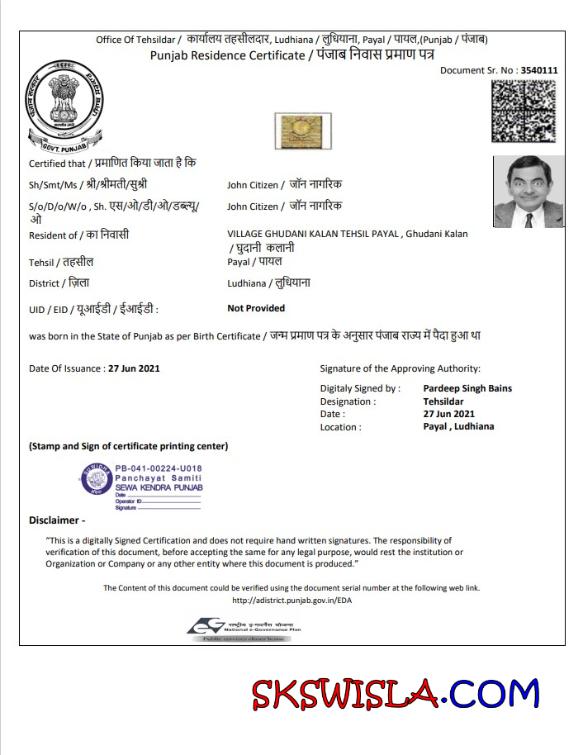 Office Of Tehsildar / कार्यालय तहसीलदार, Ludhiana / लुधियाना, Payal / पायल,(Punjab / पंजाब)
Punjab Residence Certificate / पंजाब निवास प्रमाण पत्र
Document Sr. No : 3540111
GOVT. PUNJAB
Certified that / प्रमाणित किया जाता है कि
Sh/Smt/Ms / श्री/श्रीमती/सुश्री John Citizen / जॉन नागरिक
S/o/D/o/W/o , Sh. एस/ओ/डी/ओ/डब्ल्यू/ John Citizen / जॉन नागरिक
ओ
Resident of / का निवासी VILLAGE GHUDANI KALAN TEHSIL PAYAL , Ghudani Kalan
/ घुदानी कलानी
Tehsil / तहसील Payal / पायल
District / ज़िला Ludhiana / लुधियाना
UID / EID / यूआईडी / ईआईडी : Not Provided
was born in the State of Punjab as per Birth Certificate / जन्म प्रमाण पत्र के अनुसार पंजाब राज्य में पैदा हुआ था
Date Of Issuance : 27 Jun 2021 Signature of the Approving Authority:
Digitaly Signed by : Pardeep Singh Bains
Designation : Tehsildar
Date : 27 Jun 2021
Location : Payal , Ludhiana
(Stamp and Sign of certificate printing center)
PB-041-00224-U018
Panchayat Samiti
SEWA KENDRA PUNJAB
Date
Operator ID
Signature
Disclaimer -
"This is a digitally Signed Certification and does not require hand written signatures. The responsibility of
verification of this document, before accepting the same for any legal purpose, would rest the institution or
Organization or Company or any other entity where this document is produced."
The Content of this document could be verified using the document serial number at the following web link.
http://adistrict.punjab.gov.in/EDA
राष्ट्रीय इ-गवर्नेंस योजना
National e-Governance Plan
Public services closer home
SKSWISLA.COM